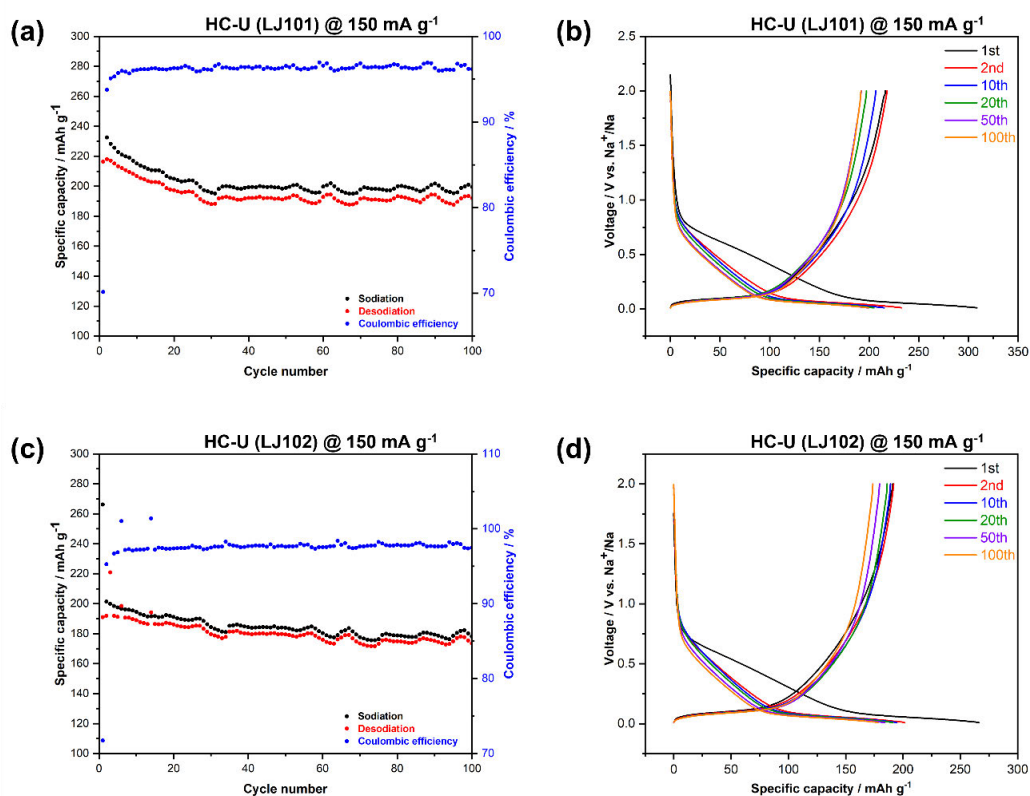 (a)
HC-U (LJ101) @ 150 mA g⁻¹
300
280
260
240
220
200
180
160
140
120
100
Specific capacity / mAh g⁻¹
100
95
90
85
80
75
70
Coulombic efficiency / %
Sodiation
Desodiation
Coulombic efficiency
0 20 40 60 80 100
Cycle number
(b)
HC-U (LJ101) @ 150 mA g⁻¹
2.5
2.0
1.5
1.0
0.5
0.0
Voltage / V vs. Na⁺/Na
1st
2nd
10th
20th
50th
100th
0 50 100 150 200 250 300 350
Specific capacity / mAh g⁻¹
(c)
HC-U (LJ102) @ 150 mA g⁻¹
300
280
260
240
220
200
180
160
140
120
100
Specific capacity / mAh g⁻¹
110
100
90
80
70
Coulombic efficiency / %
Sodiation
Desodiation
Coulombic efficiency
0 20 40 60 80 100
Cycle number
(d)
HC-U (LJ102) @ 150 mA g⁻¹
2.0
1.5
1.0
0.5
0.0
Voltage / V vs. Na⁺/Na
1st
2nd
10th
20th
50th
100th
0 50 100 150 200 250 300
Specific capacity / mAh g⁻¹